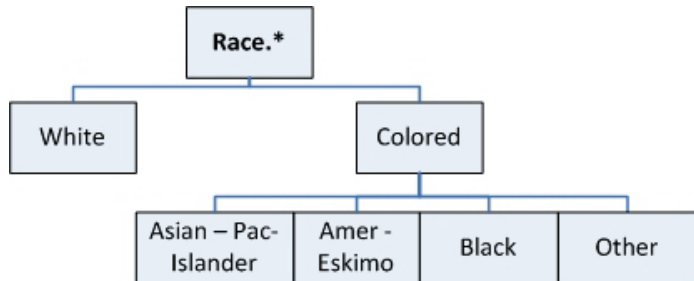 Race.*
White
Colored
Asian – Pac-
Islander
Amer -
Eskimo
Black
Other